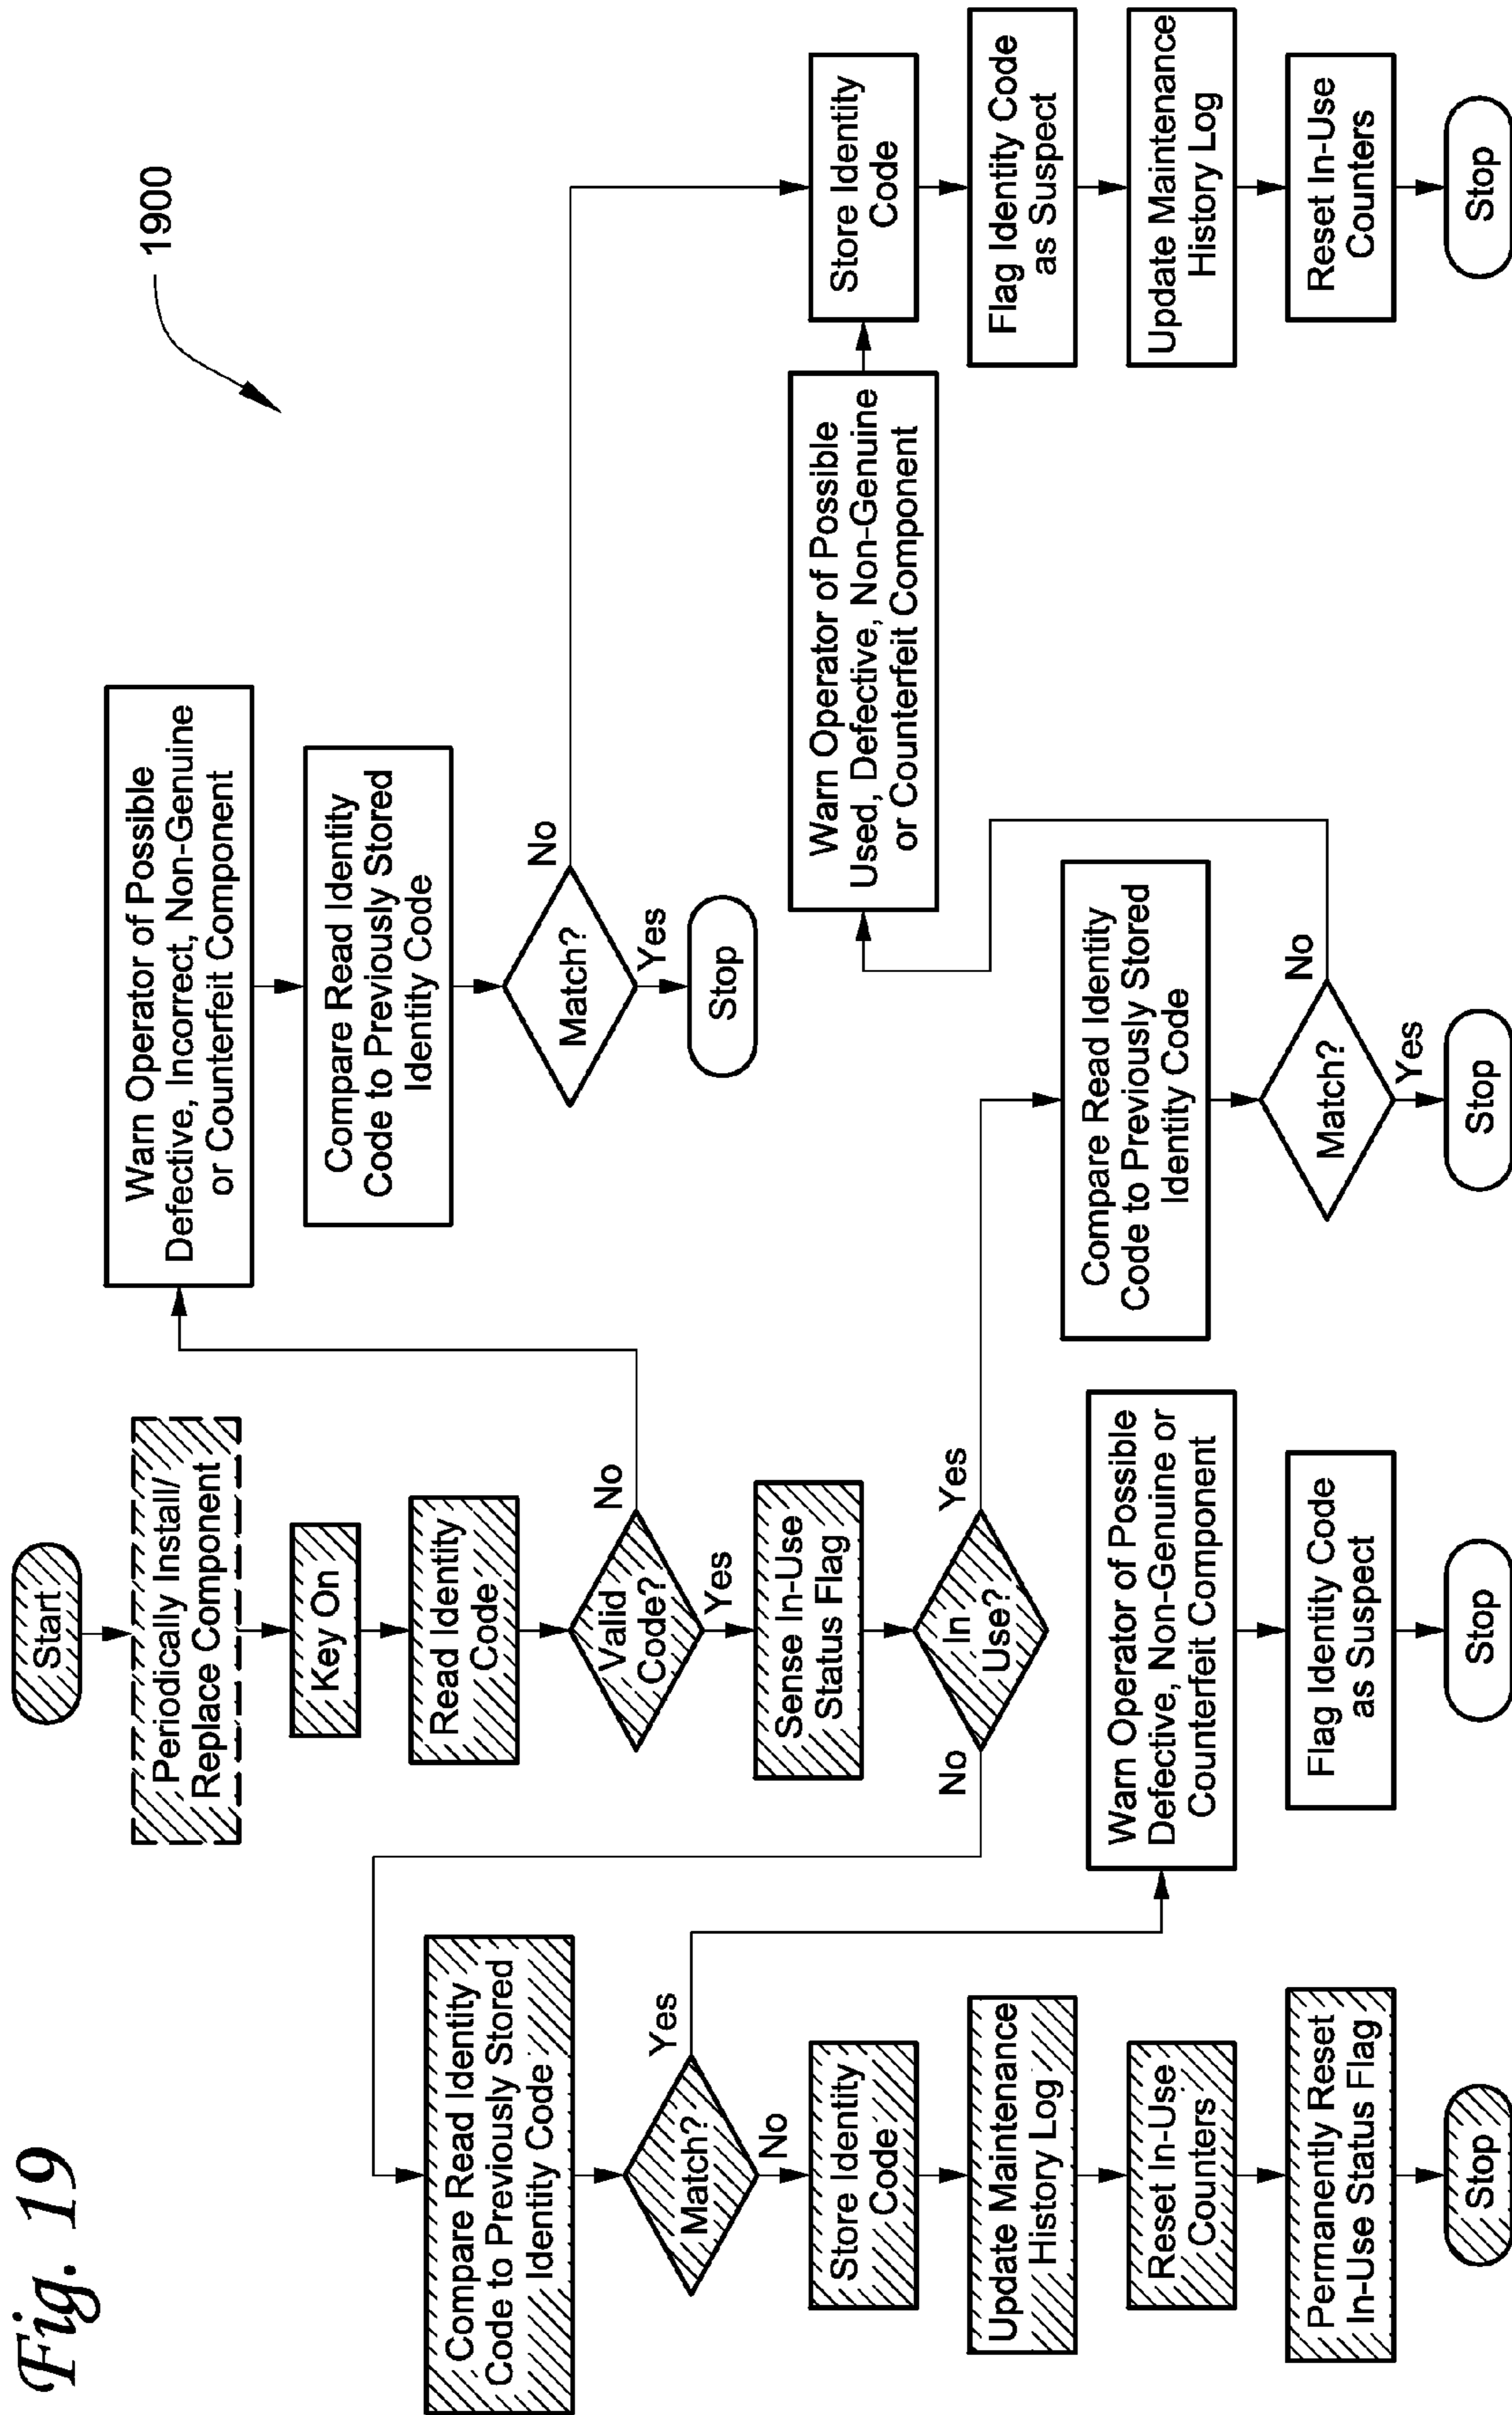 Fig. 19
1900
Start
Periodically Install/
Replace Component
Key On
Read Identity
Code
Valid
Code?
No
Yes
Warn Operator of Possible
Defective, Incorrect, Non-Genuine
or Counterfeit Component
Compare Read Identity
Code to Previously Stored
Identity Code
Match?
No
Yes
Stop
Sense In-Use
Status Flag
In
Use?
No
Yes
Compare Read Identity
Code to Previously Stored
Identity Code
Match?
Yes
No
Store Identity
Code
Update Maintenance
History Log
Reset In-Use
Counters
Permanently Reset
In-Use Status Flag
Stop
Warn Operator of Possible
Defective, Non-Genuine or
Counterfeit Component
Flag Identity Code
as Suspect
Stop
Compare Read Identity
Code to Previously Stored
Identity Code
Match?
No
Yes
Stop
Warn Operator of Possible
Used, Defective, Non-Genuine
or Counterfeit Component
Store Identity
Code
Flag Identity Code
as Suspect
Update Maintenance
History Log
Reset In-Use
Counters
Stop